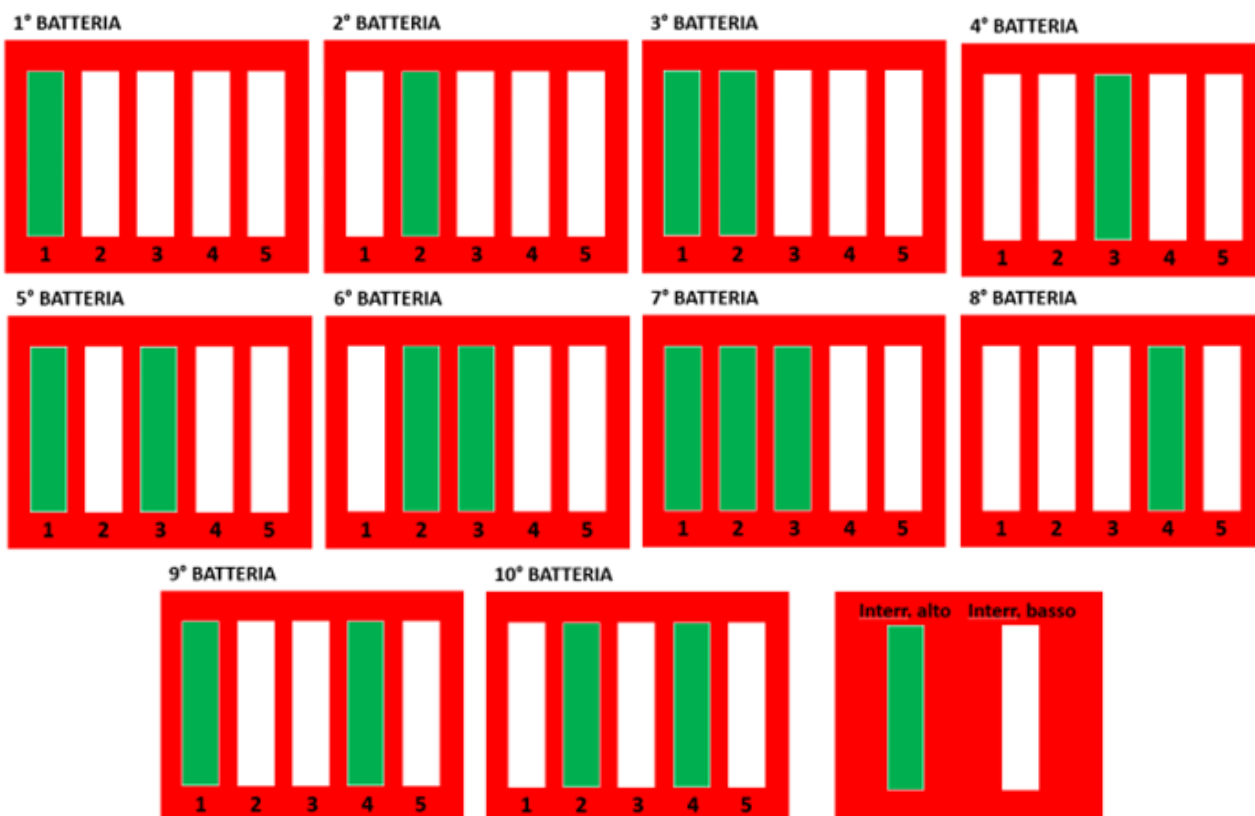 1° BATTERIA
2° BATTERIA
3° BATTERIA
4° BATTERIA
1 2 3 4 5
1 2 3 4 5
1 2 3 4 5
1 2 3 4 5
5° BATTERIA
6° BATTERIA
7° BATTERIA
8° BATTERIA
1 2 3 4 5
1 2 3 4 5
1 2 3 4 5
1 2 3 4 5
9° BATTERIA
10° BATTERIA
Interr. alto Interr. basso
1 2 3 4 5
1 2 3 4 5